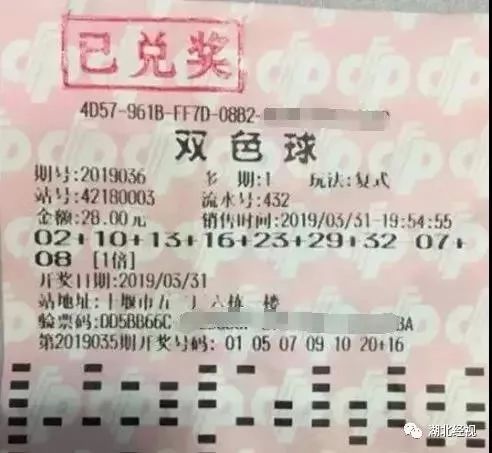 已兑奖
4D57-961B-FF7D-08B2-
双色球
期号:2019036 多 期:1 玩法:复式
站号:42180003 流水号:432
金额:28.00元 销售时间:2019/03/31-19:54:55
02+10+13+16+23+29+32 07+
08 [1倍]
开奖日期:2019/03/31
站地址:十堰市五 六栋 楼
验票码:DD5BB66C BA
第2019035期开奖号码: 01 05 07 09 10 20+16
湖北经视